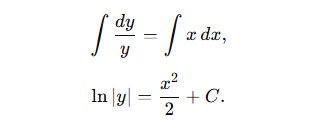 ∫ dy/y = ∫ x dx,
ln |y| = x²/2 + C.